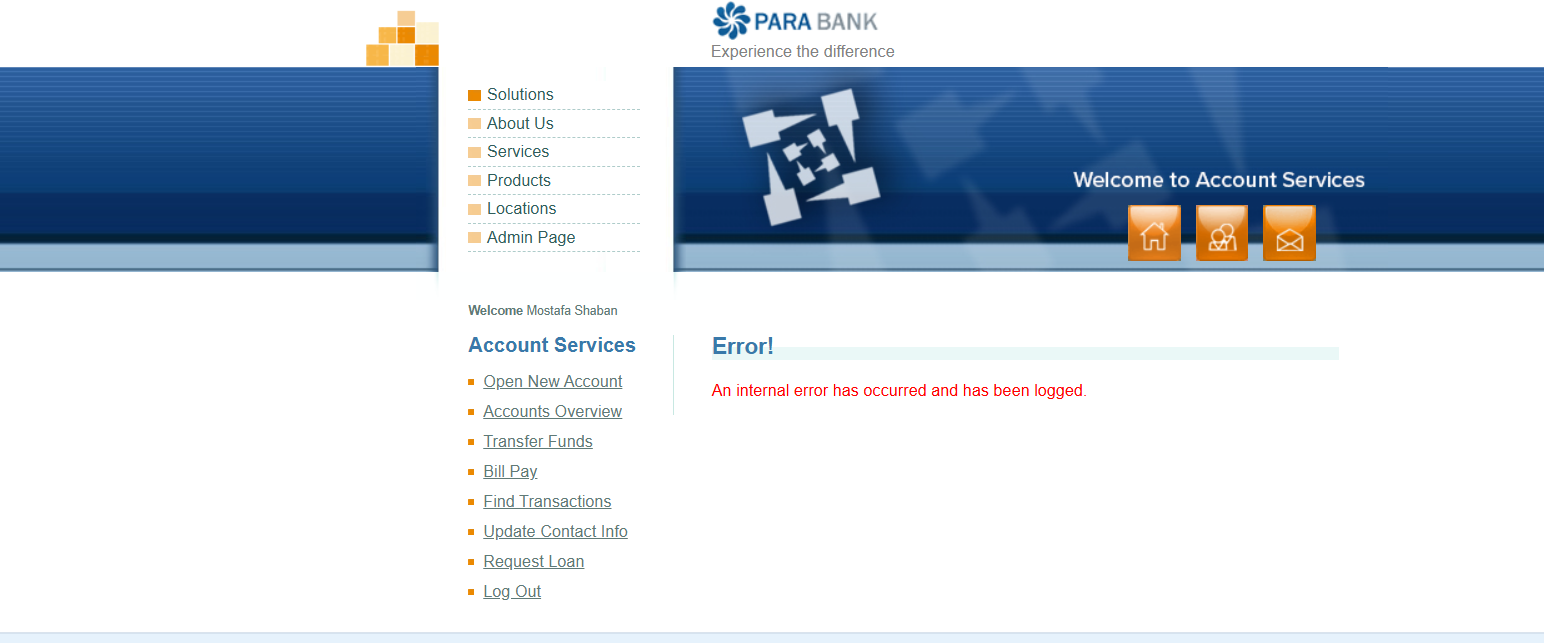 PARA BANK
Experience the difference
Solutions
About Us
Services
Products
Locations
Admin Page
Welcome to Account Services
Welcome Mostafa Shaban
Account Services
Open New Account
Accounts Overview
Transfer Funds
Bill Pay
Find Transactions
Update Contact Info
Request Loan
Log Out
Error!
An internal error has occurred and has been logged.